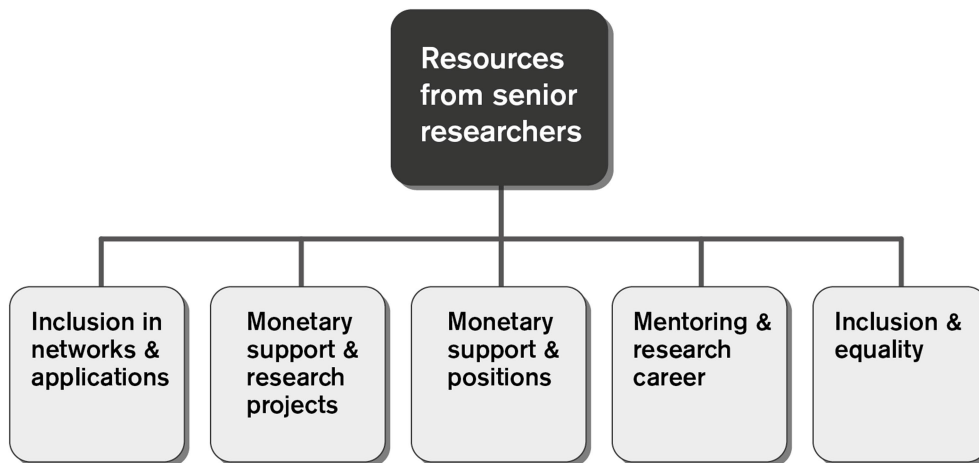 Resources
from senior
researchers
Inclusion in
networks &
applications
Monetary
support &
research
projects
Monetary
support &
positions
Mentoring &
research
career
Inclusion &
equality